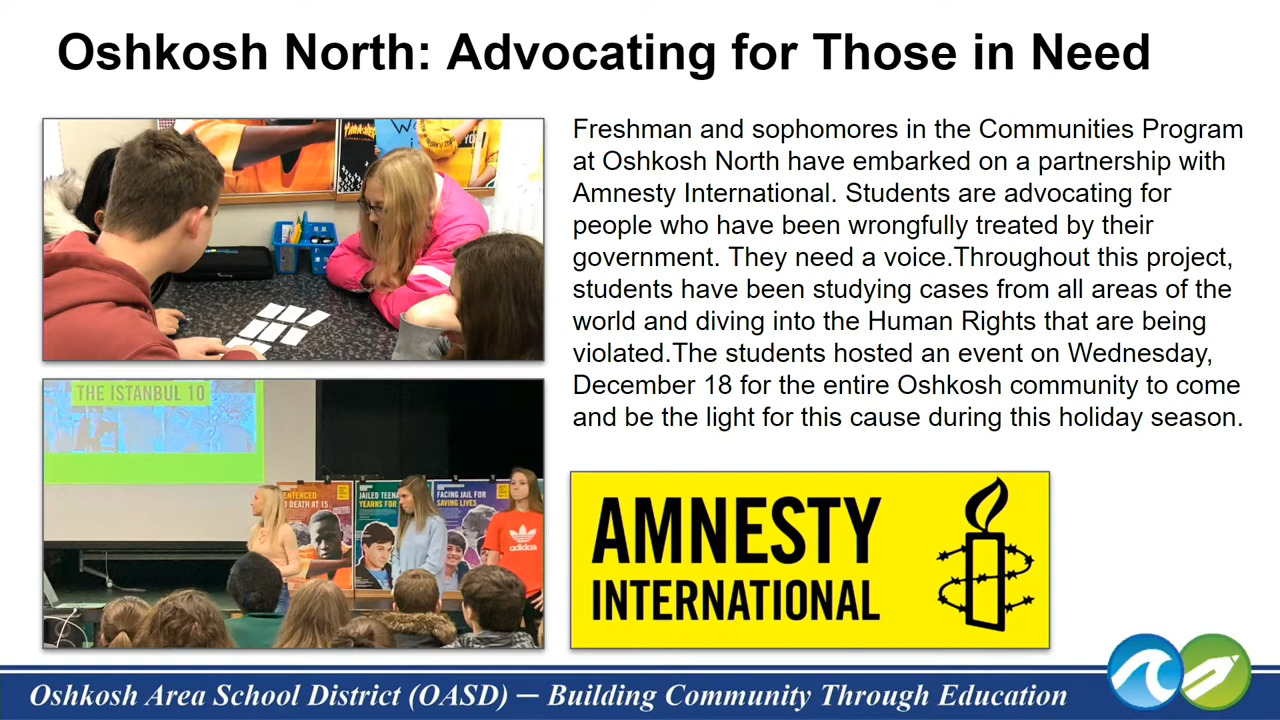 Oshkosh North: Advocating for Those in Need
Freshman and sophomores in the Communities Program
at Oshkosh North have embarked on a partnership with
Amnesty International. Students are advocating for
people who have been wrongfully treated by their
government. They need a voice.Throughout this project,
students have been studying cases from all areas of the
world and diving into the Human Rights that are being
violated.The students hosted an event on Wednesday,
December 18 for the entire Oshkosh community to come
and be the light for this cause during this holiday season.
THE ISTANBUL 10
SENTENCED
DEATH AT 15
JAILED TEENA
YEARNS FOR
FACING JAIL FOR
SAVING LIVES
adidas
AMNESTY
INTERNATIONAL
Oshkosh Area School District (OASD) — Building Community Through Education